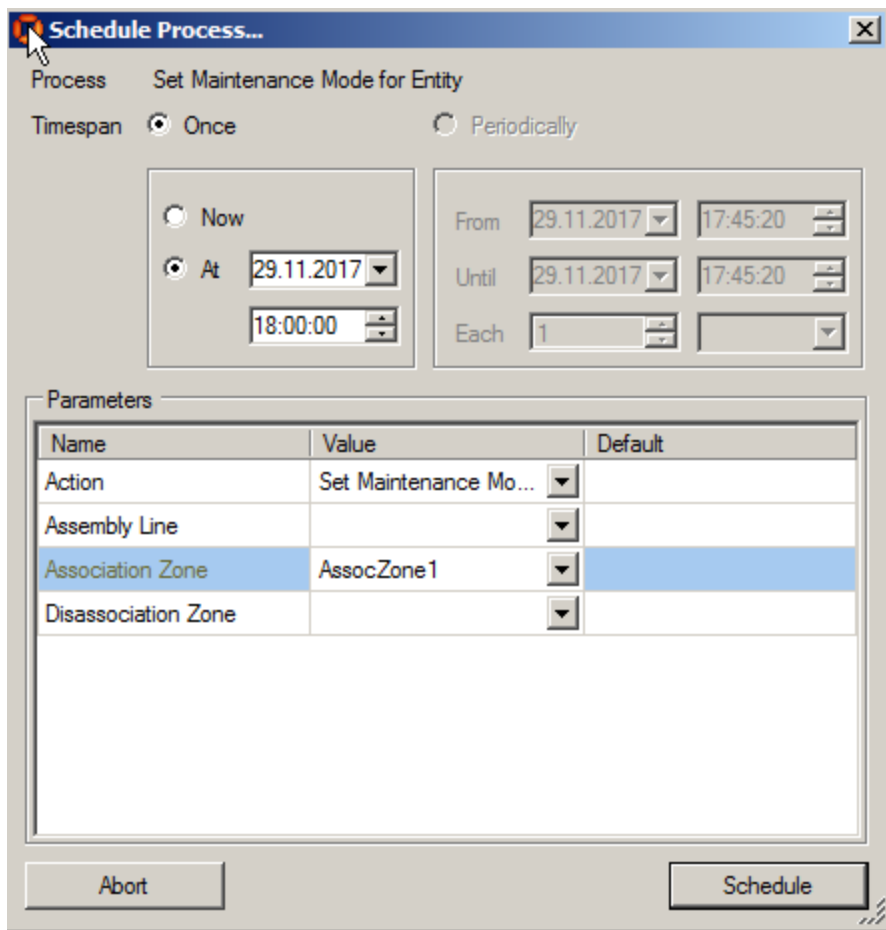 Schedule Process...
Process Set Maintenance Mode for Entity
Timespan Once Periodically
Now
At 29.11.2017
18:00:00
From 29.11.2017 17:45:20
Until 29.11.2017 17:45:20
Each 1
Parameters
Name Value Default
Action Set Maintenance Mo...
Assembly Line
Association Zone AssocZone1
Disassociation Zone
Abort Schedule